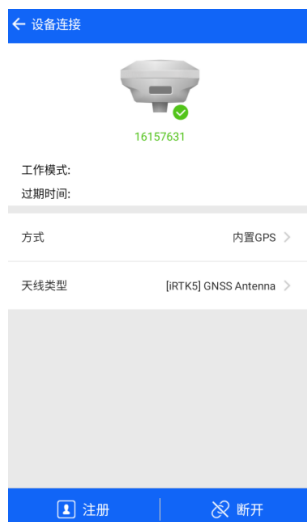 设备连接
16157631
工作模式:
过期时间:
方式 内置GPS
天线类型 [iRTK5] GNSS Antenna
注册 断开